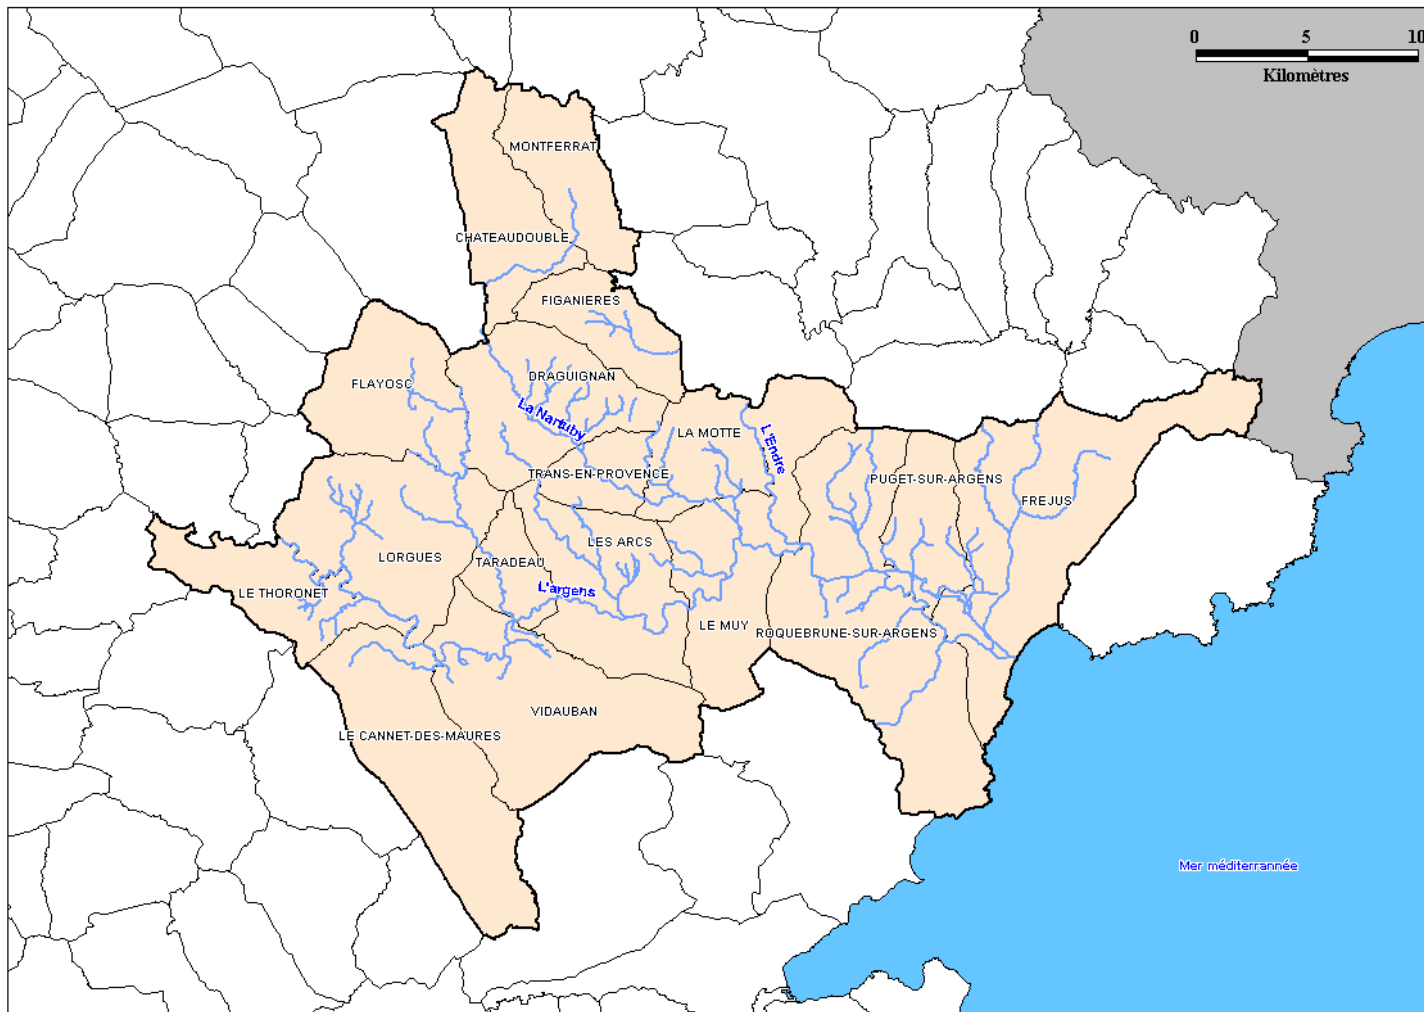 0 5 10
Kilomètres
MONTFERRAT
CHATEAUDOUBLE
FIGANIERES
DRAGUIGNAN
FLAYOSC
La Nartuby
LA MOTTE
L'Endre
TRANS-EN-PROVENCE
PUGET-SUR-ARGENS
FREJUS
LES ARCS
LORGUES
TARADEAU
L'argens
LE THORONET
LE MUY
ROQUEBRUNE-SUR-ARGENS
VIDAUBAN
LE CANNET-DES-MAURES
Mer méditerrannée